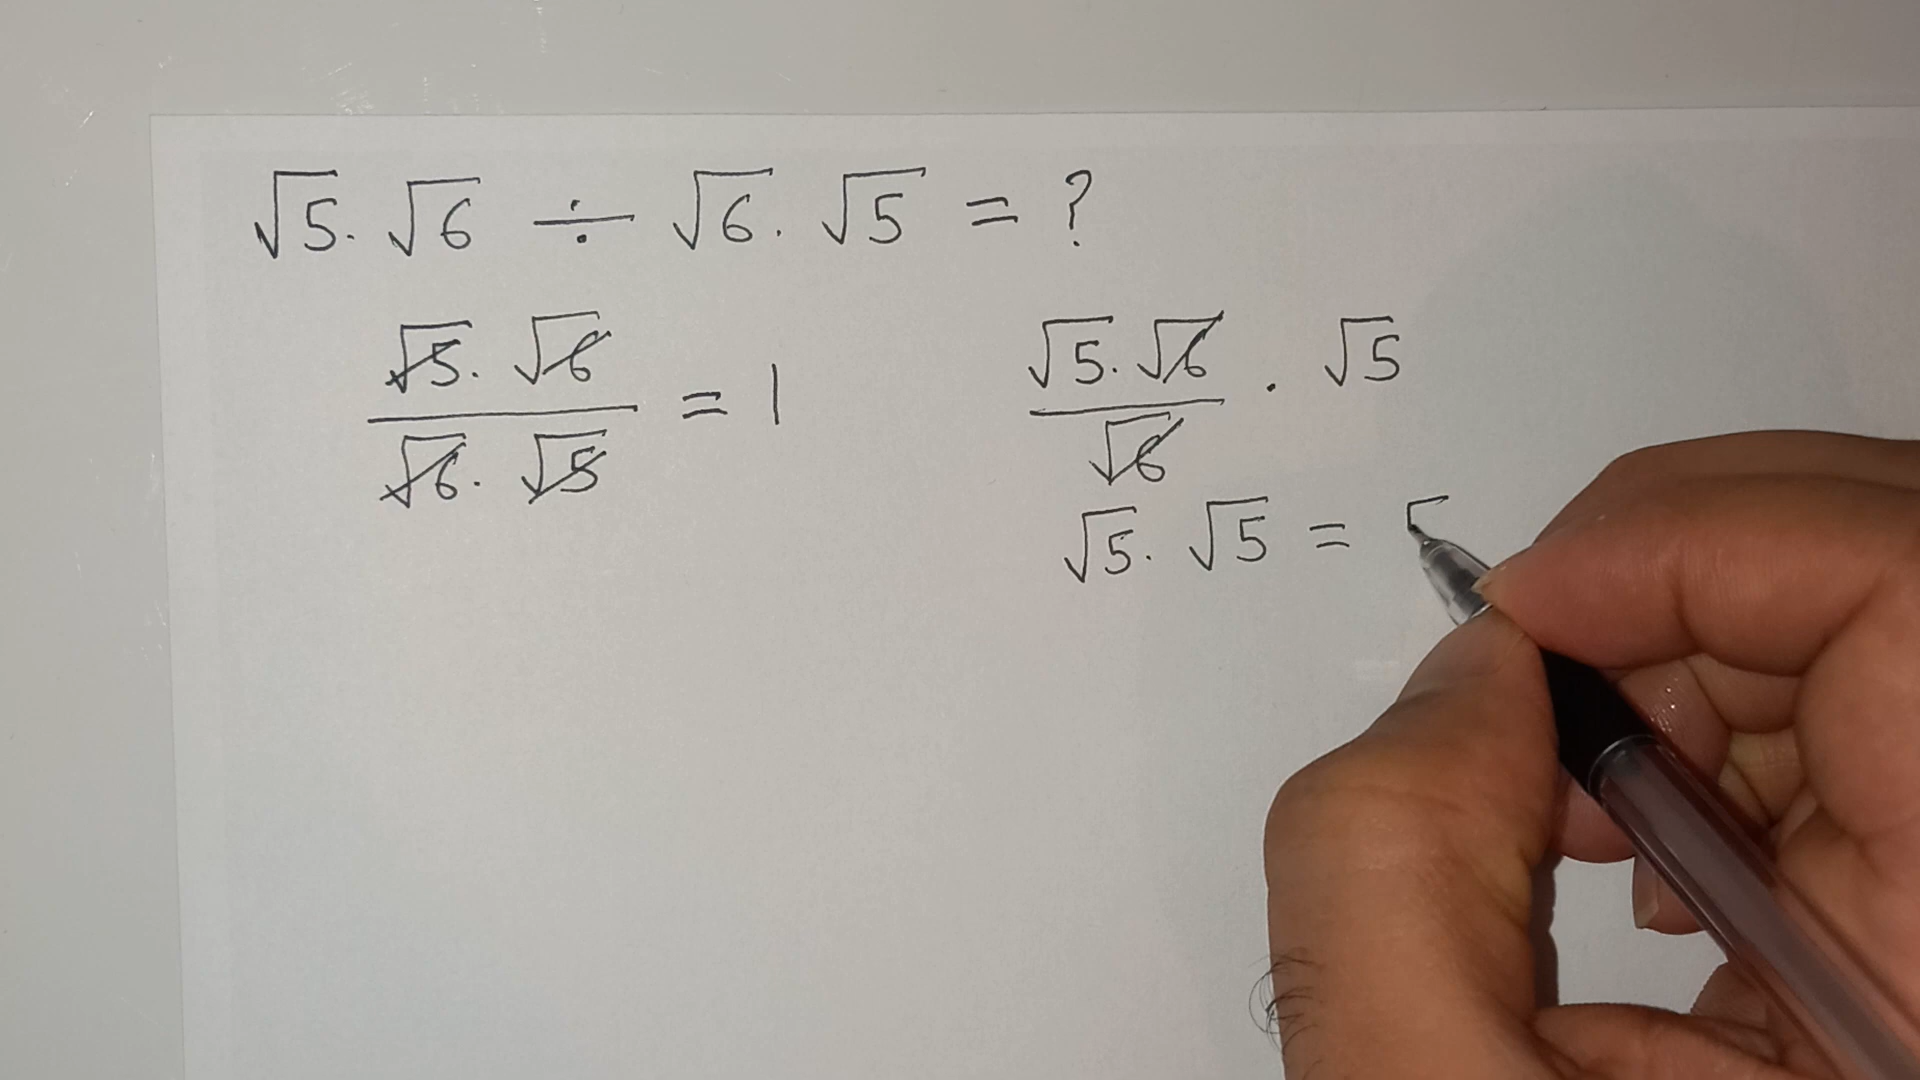 √5. √6 ÷ √6. √5 = ?
√5. √6 / √6. √5 = 1
√5. √6 / √6 . √5
√5. √5 = 5